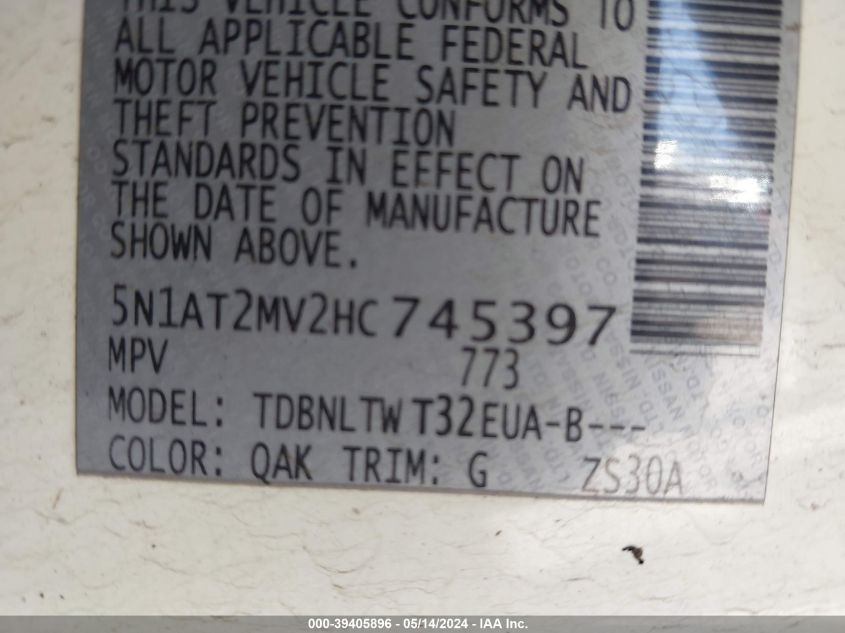 THIS VEHICLE CONFORMS TO
ALL APPLICABLE FEDERAL
MOTOR VEHICLE SAFETY AND
THEFT PREVENTION
STANDARDS IN EFFECT ON
THE DATE OF MANUFACTURE
SHOWN ABOVE.
5N1AT2MV2HC745397
MPV 773
MODEL: TDBNLTW T32EUA-B---
COLOR: QAK TRIM: G ZS30A
000-39405896 - 05/14/2024 - IAA Inc.